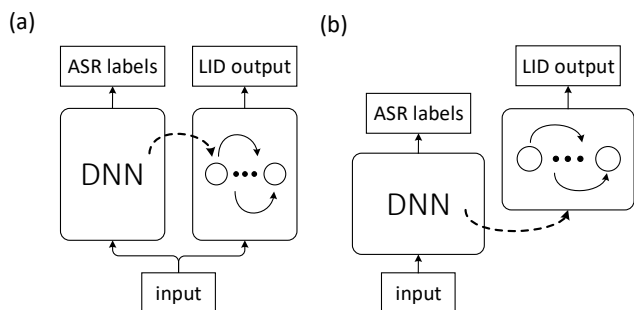 (a)
ASR labels
LID output
DNN
input
(b)
LID output
ASR labels
DNN
input